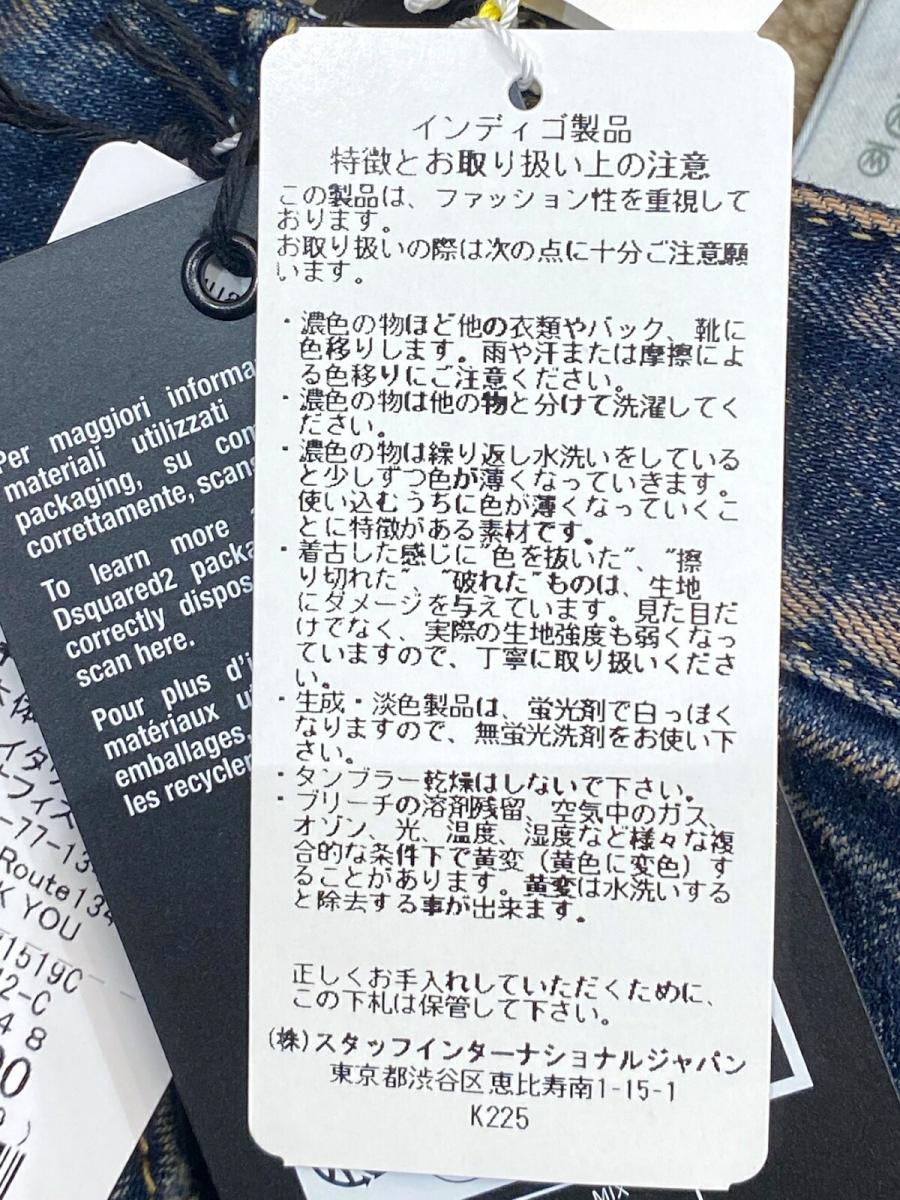 インディゴ製品
特徴とお取り扱い上の注意
この製品は、ファッション性を重視して
おります。
お取り扱いの際は次の点に十分ご注意願
います。
・濃色の物ほど他の衣類やバック、靴に
色移りします。雨や汗または摩擦によ
る色移りにご注意ください。
・濃色の物は他の物と分けて洗濯してく
ださい。
・濃色の物は繰り返し水洗いをしている
と少しずつ色が薄くなっていきます。
使い込むうちに色が薄くなっていくこ
とに特徴がある素材です。
・着古した感じに”色を抜いた”、”擦
り切れた”、”破れた”ものは、生地
にダメージを与えています。見た目だ
けでなく、実際の生地強度も弱くなっ
ていますので、丁寧に取り扱いくださ
い。
・生成・淡色製品は、蛍光剤で白っぽく
なりますので、無蛍光洗剤をお使い下
さい。
・タンブラー乾燥はしないで下さい。
・ブリーチの溶剤残留、空気中のガス、
オゾン、光、温度、湿度など様々な複
合的な条件下で黄変（黄色に変色）す
ることがあります。黄変は水洗いする
と除去する事が出来ます。
正しくお手入れしていただくために、
この下札は保管して下さい。
(株)スタッフインターナショナルジャパン
東京都渋谷区恵比寿南1-15-1
K225
Per maggiori informa
materiali utilizzati
packaging, su com
correttamente, scan
To learn more
Dsquared2 packa
correctly dispos
scan here.
Pour plus d'i
matériaux u
emballages,
les recycler
イタ
フィス
-77-13
Route134
K YOU
1519C
2-C
48
MIX